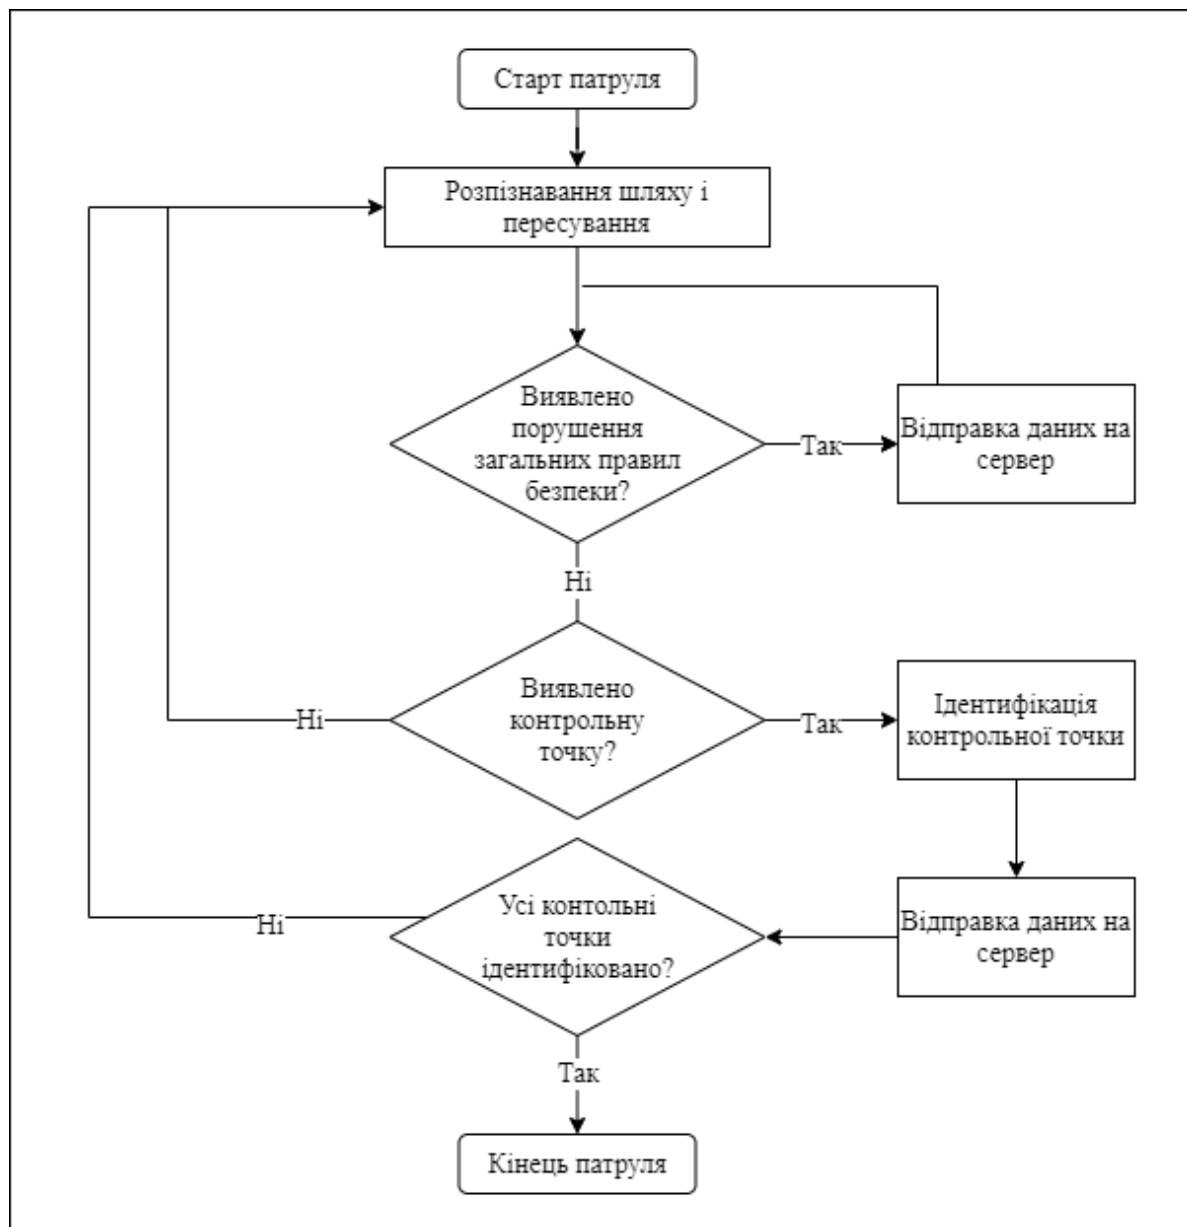 Старт патруля
Розпізнавання шляху і
пересування
Виявлено
порушення
загальних правил
безпеки?
Так
Відправка даних на
сервер
Ні
Виявлено
контрольну
точку?
Ні
Так
Ідентифікація
контрольної точки
Відправка даних на
сервер
Усі контольні
точки
ідентифіковано?
Ні
Так
Кінець патруля